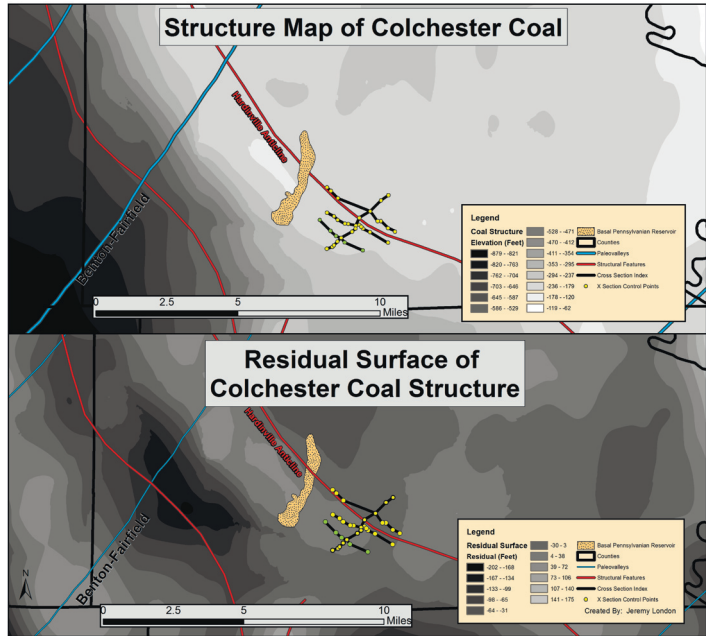 Structure Map of Colchester Coal
Hardinville Anticline
Benton-Fairfield
0 2.5 5 10
Miles
Legend
Coal Structure
Elevation (Feet)
-879 - -821
-820 - -763
-762 - -704
-703 - -646
-645 - -587
-586 - -529
-528 - -471
-470 - -412
-411 - -354
-353 - -295
-294 - -237
-236 - -179
-178 - -120
-119 - -62
Basal Pennsylvanian Reservoir
Counties
Paleovalleys
Structural Features
Cross Section Index
X Section Control Points
Residual Surface of
Colchester Coal Structure
Hardinville Anticline
Benton-Fairfield
N
0 2.5 5 10
Miles
Legend
Residual Surface
Residual (Feet)
-202 - -168
-167 - -134
-133 - -99
-98 - -65
-64 - -31
-30 - 3
4 - 38
39 - 72
73 - 106
107 - 140
141 - 175
Basal Pennsylvanian Reservoir
Counties
Paleovalleys
Structural Features
Cross Section Index
X Section Control Points
Created By: Jeremy London